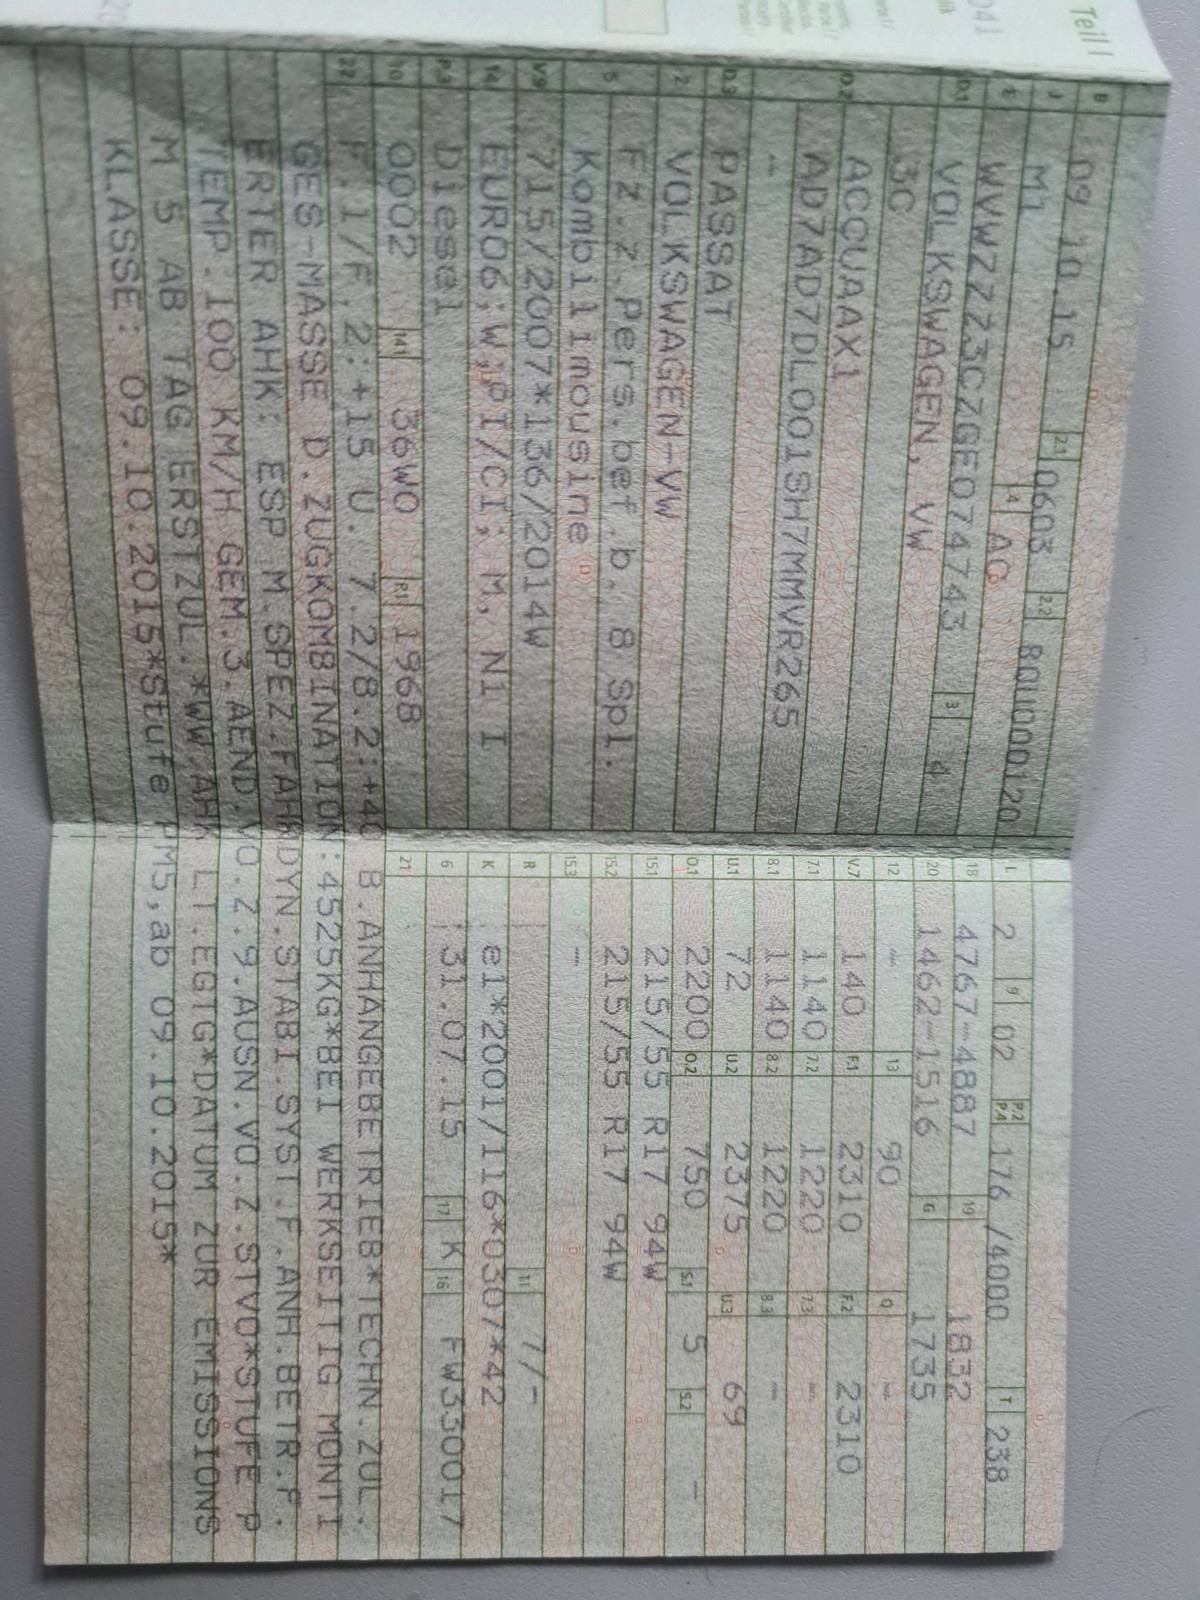 Teil I
B 09.10.15 2.1 0603 2.2 8UU000120
J M1 4 AC
E WVWZZZ3CZGE074743 3 4
D.1 VOLKSWAGEN, VW
3C
D.2 ACCUAAX1
AD7AD7DL001SH7MMVR265
-
D.3 PASSAT
2 VOLKSWAGEN-VW
5 Fz.z.Pers.bef.b. 8 Spl.
Kombilimousine
V.9 715/2007*136/2014W
14 EURO6;W;PI/CI; M, N1 I
P.3 Diesel
10 0002 14.1 36W0 P.1 1968
L 2 9 02 P.2 P.4 176 /4000 T 238
18 4767-4887 19 1832
20 1462-1516 G 1735
12 - 13 90 Q -
V.7 140 F.1 2310 F.2 2310
7.1 1140 7.2 1220 7.3 -
8.1 1140 8.2 1220 8.3 -
U.1 72 U.2 2375 U.3 69
O.1 2200 O.2 750 S.1 5 S.2 -
15.1 215/55 R17 94W
15.2 215/55 R17 94W
15.3 -
R 11 7/-
K e1*2001/116*0307*42
6 31.07.15 17 K 16 FW330017
21
22 F.1/F.2:+15 U. 7.2/8.2:+40 B.ANHÄNGEBETRIEB*TECHN.ZUL.
GES-MASSE D.ZUGKOMBINATION:4525KG*BEI WERKSEITIG MONTI
ERTER AHK: ESP M.SPEZ.FAHRDYN.STABI.SYST.F.ANH.BETR.F.
TEMP.100 KM/H GEM.3.AEND.VO.Z.9.AUSN.VO.Z.STVO*STUFE P
M 5 AB TAG ERSTZUL.*WW.AHK LT.EGTG*DATUM ZUR EMISSIONS
KLASSE: 09.10.2015*Stufe PM5,ab 09.10.2015*